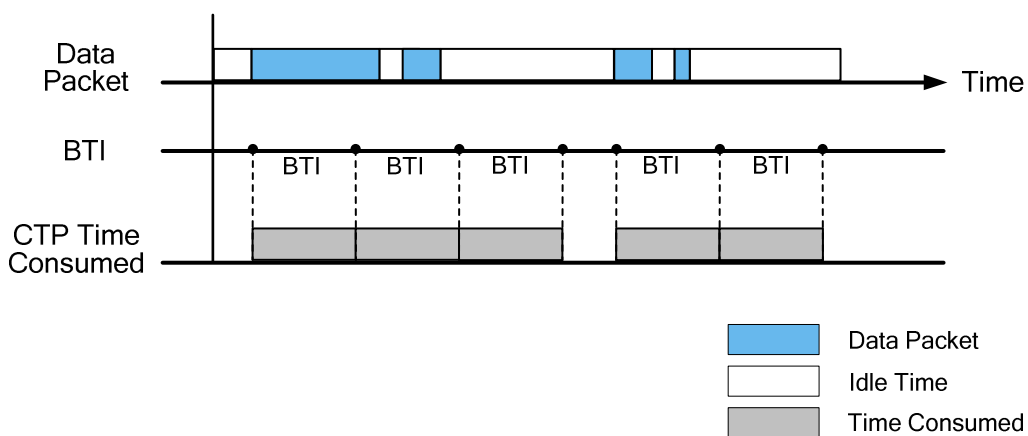 Data
Packet
Time
BTI
BTI
BTI
BTI
BTI
BTI
CTP Time
Consumed
Data Packet
Idle Time
Time Consumed